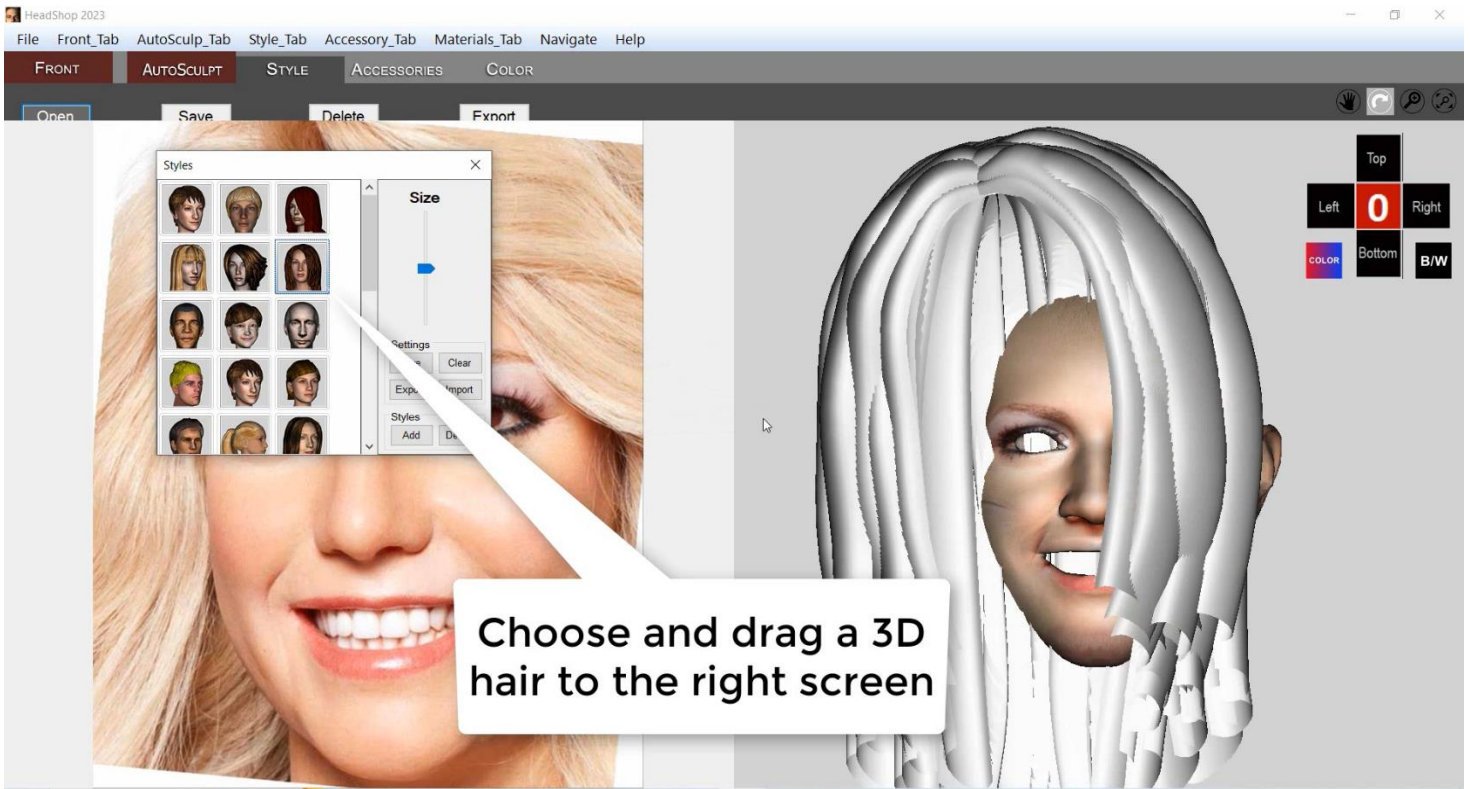 HeadShop 2023
File Front_Tab AutoSculp_Tab Style_Tab Accessory_Tab Materials_Tab Navigate Help
FRONT AUTOSCULPT STYLE ACCESSORIES COLOR
Open Save Delete Export
Styles
Size
Settings
Clear
Import
Styles
Add
Top
Left 0 Right
COLOR Bottom B/W
Choose and drag a 3D
hair to the right screen